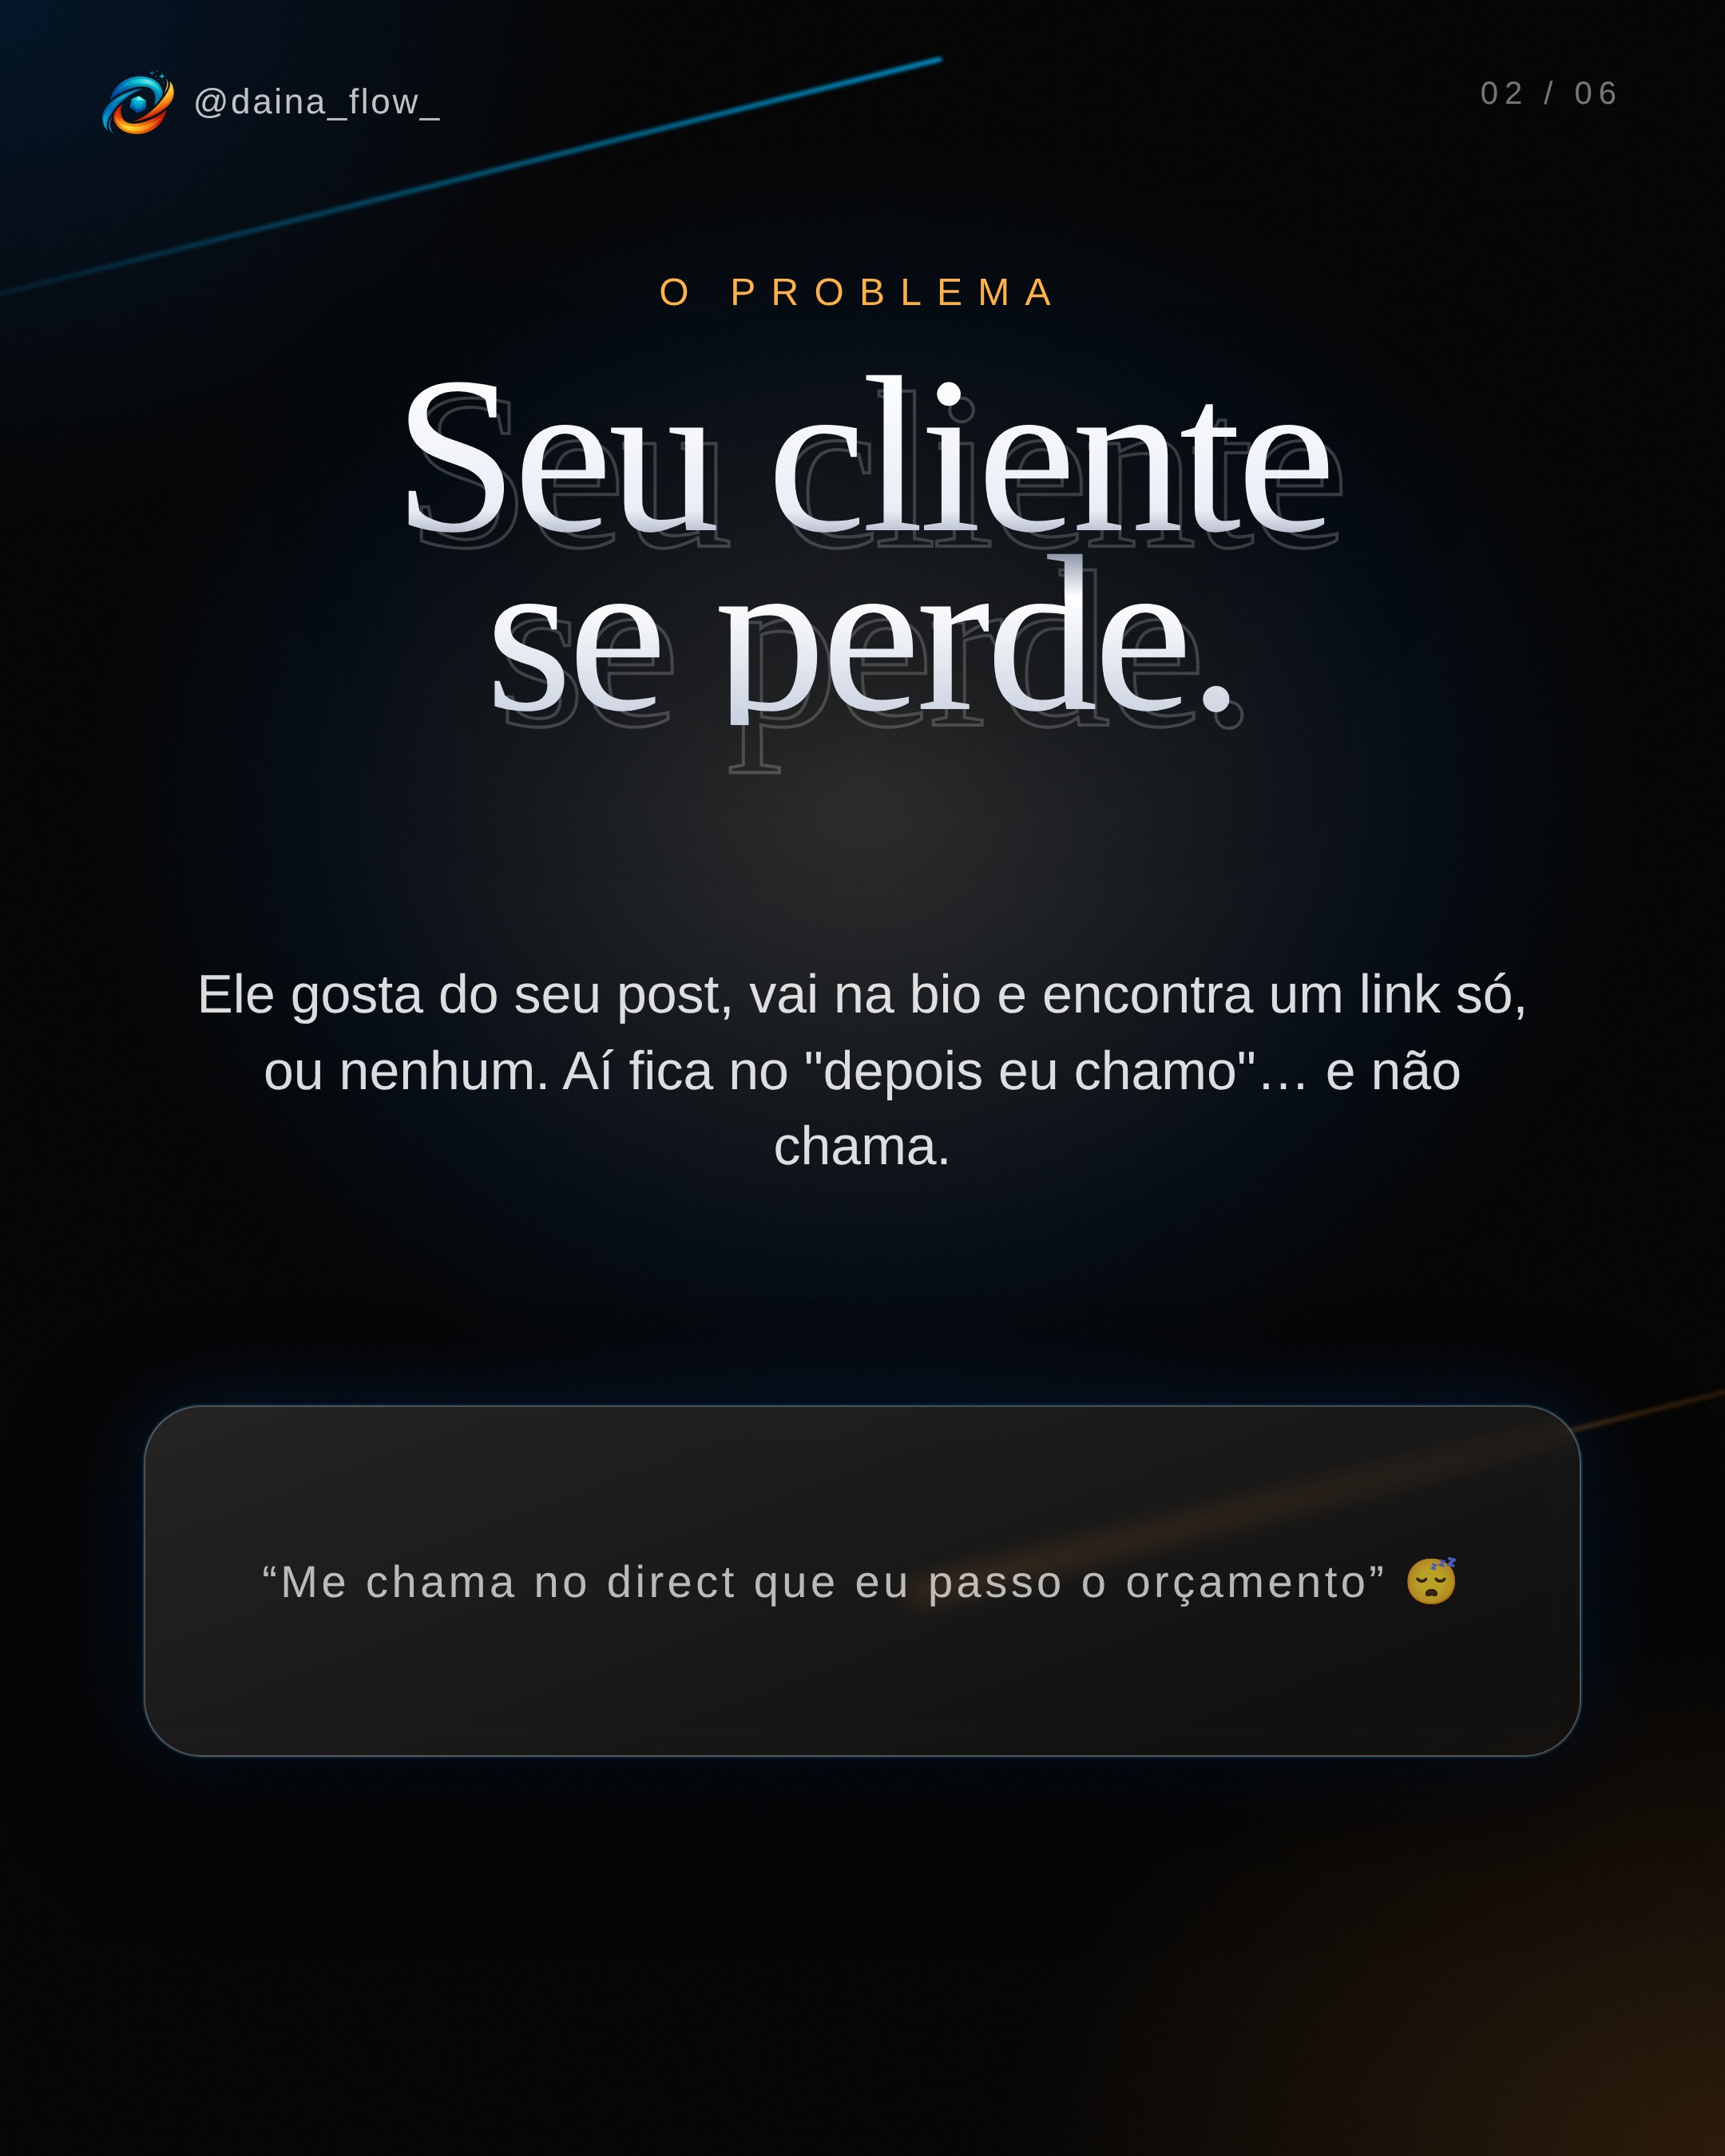 @daina_flow_
02 / 06
O PROBLEMA
Seu cliente
se perde.
Ele gosta do seu post, vai na bio e encontra um link só,
ou nenhum. Aí fica no "depois eu chamo"… e não
chama.
“Me chama no direct que eu passo o orçamento” 😴